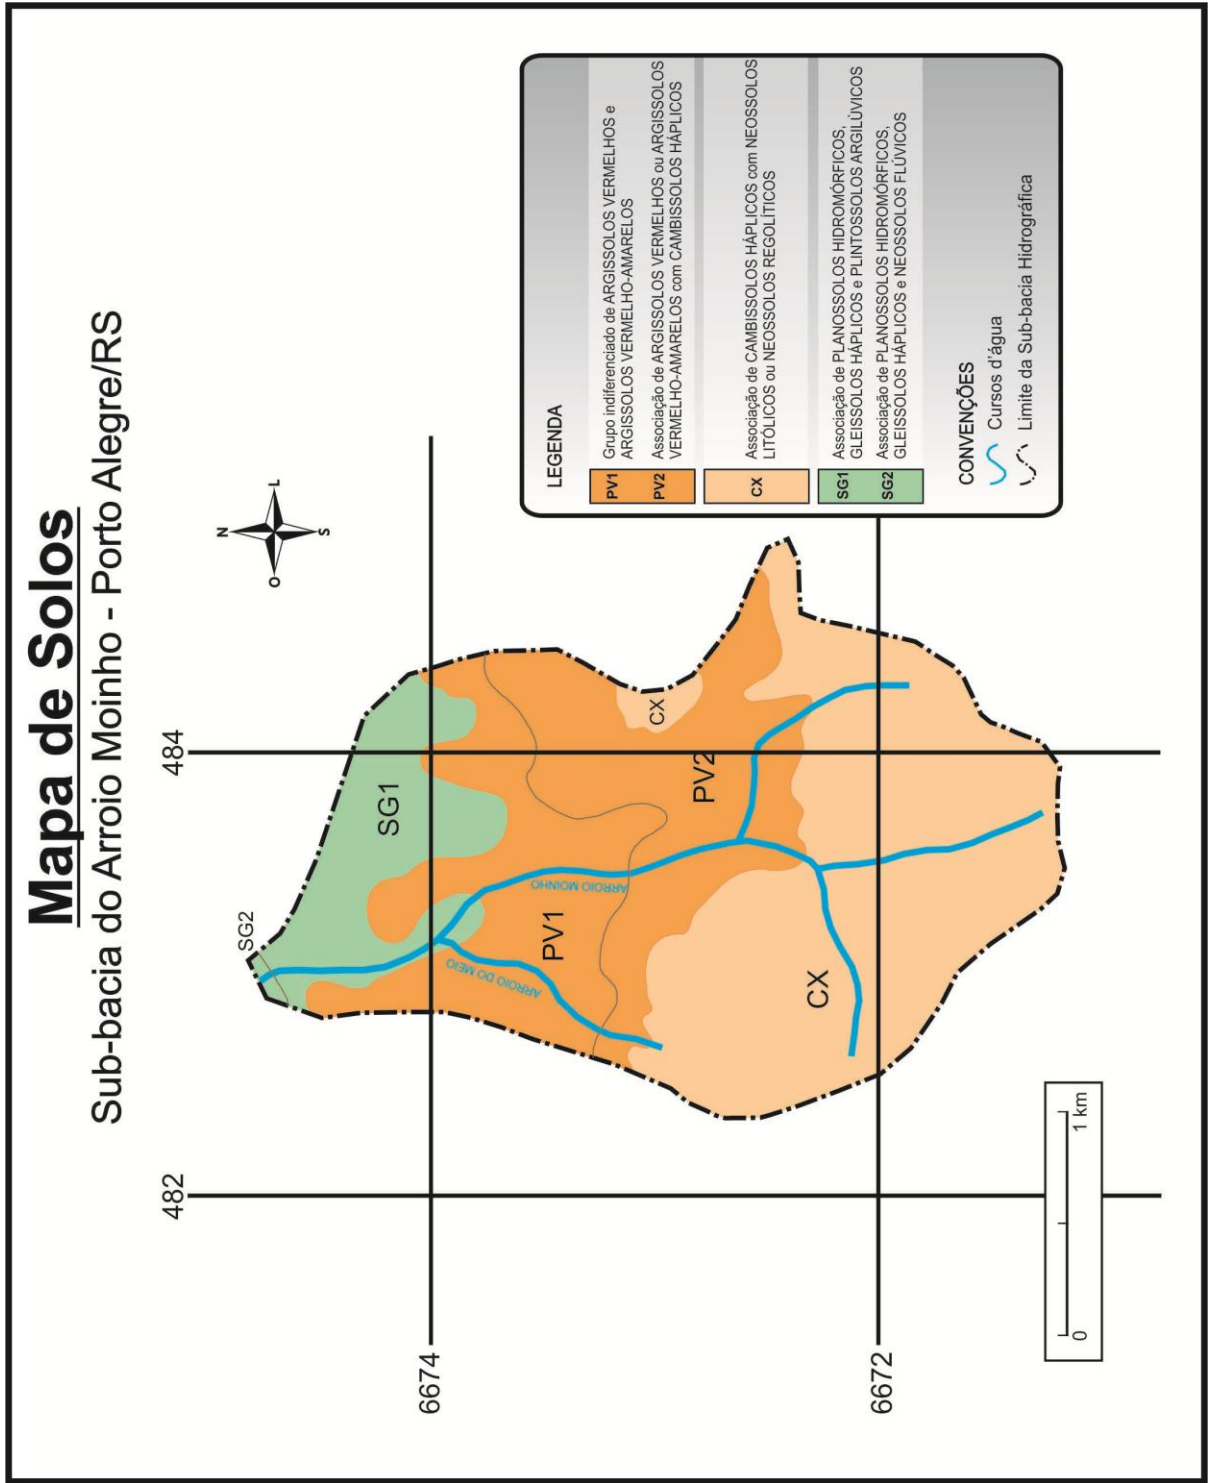 Mapa de Solos
Sub-bacia do Arroio Moinho - Porto Alegre/RS
482
484
6674
6672
N
L
S
O
SG2
SG1
ARROIO DO MEIO
PV1
ARROIO MOINHO
CX
PV2
CX
0
1 km
LEGENDA
PV1
Grupo indiferenciado de ARGISSOLOS VERMELHOS e
ARGISSOLOS VERMELHO-AMARELOS
PV2
Associação de ARGISSOLOS VERMELHOS ou ARGISSOLOS
VERMELHO-AMARELOS com CAMBISSOLOS HÁPLICOS
CX
Associação de CAMBISSOLOS HÁPLICOS com NEOSSOLOS
LITÓLICOS ou NEOSSOLOS REGOLÍTICOS
SG1
Associação de PLANOSSOLOS HIDROMÓRFICOS,
GLEISSOLOS HÁPLICOS e PLINTOSSOLOS ARGILÚVICOS
SG2
Associação de PLANOSSOLOS HIDROMÓRFICOS,
GLEISSOLOS HÁPLICOS e NEOSSOLOS FLÚVICOS
CONVENÇÕES
Cursos d'água
Limite da Sub-bacia Hidrográfica